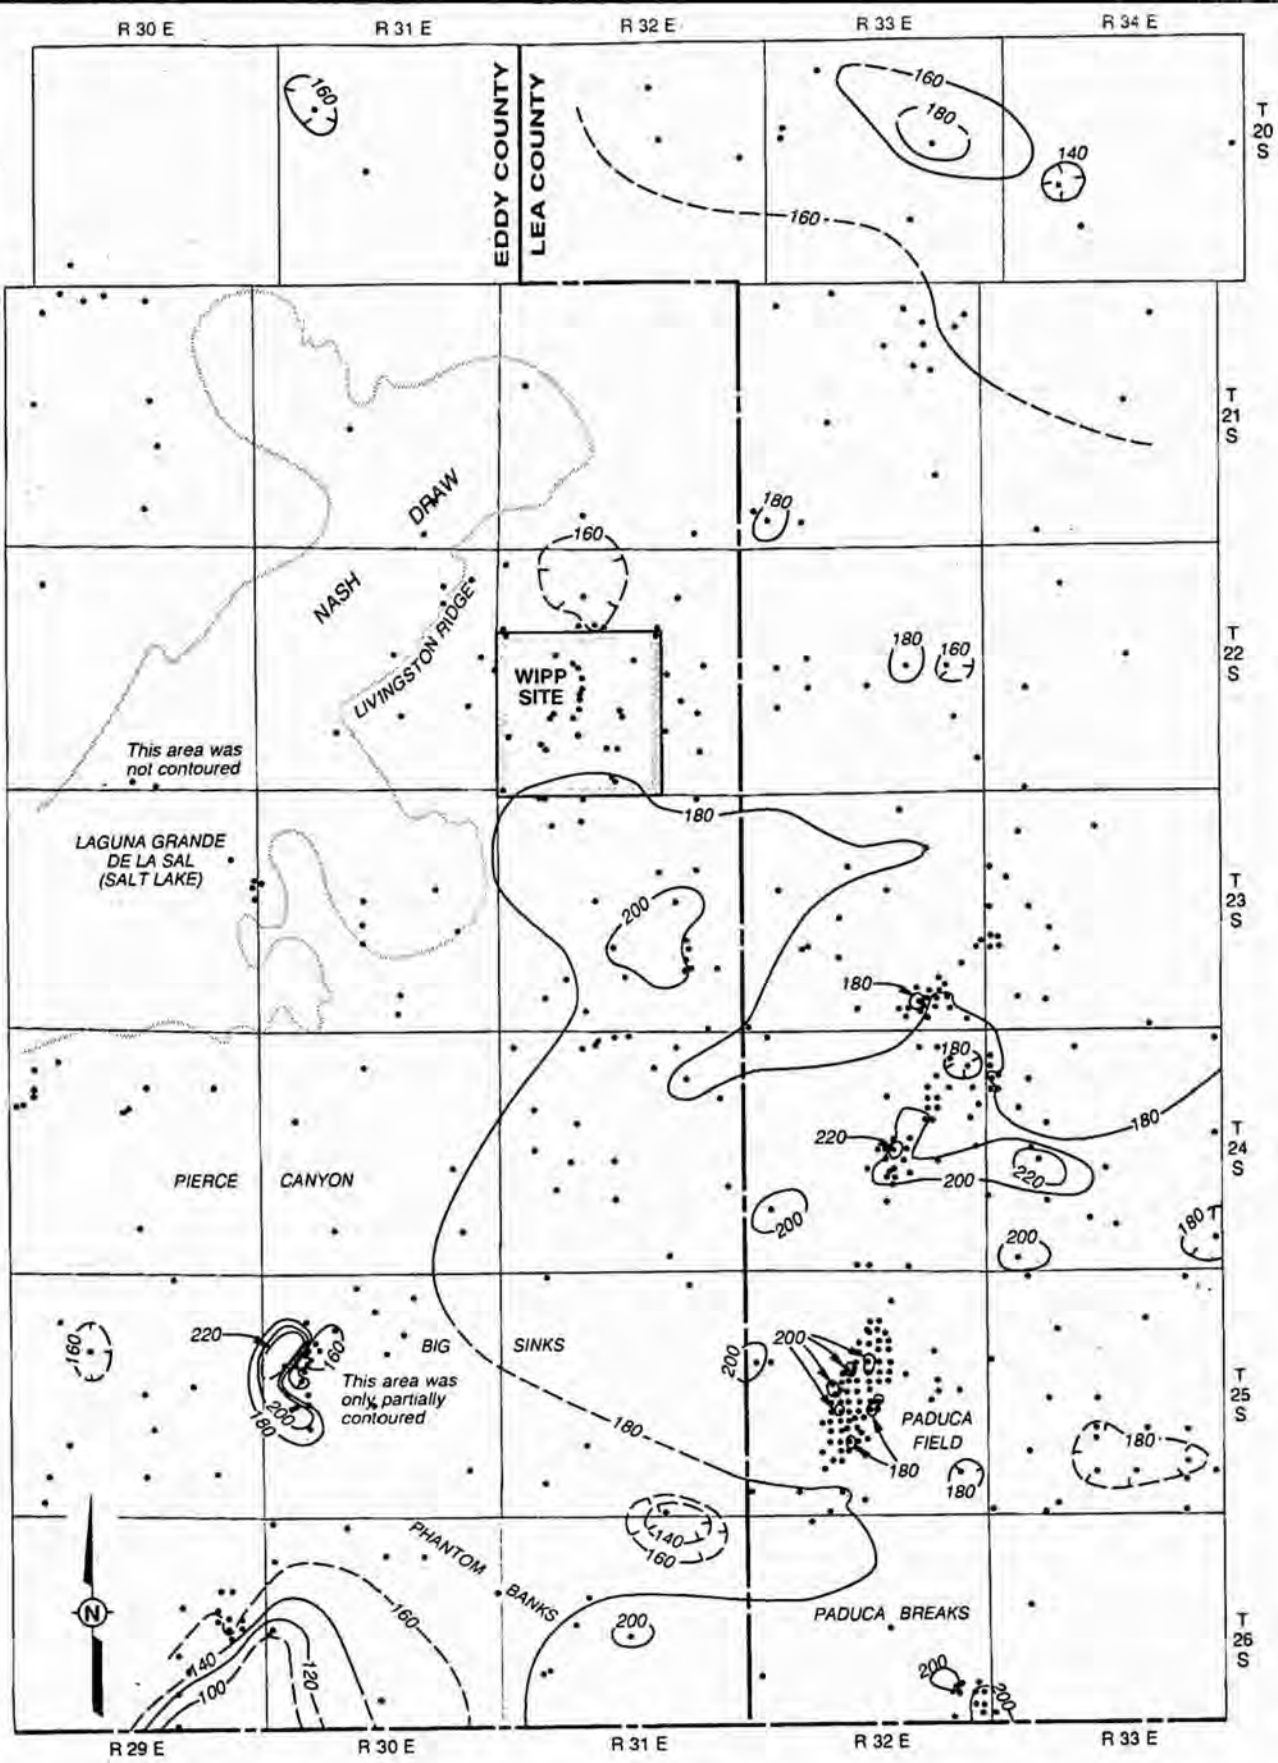 R 30 E
R 31 E
R 32 E
R 33 E
R 34 E
EDDY COUNTY
LEA COUNTY
160
160
180
140
160
T
20
S
T
21
S
NASH
DRAW
180
160
LIVINGSTON RIDGE
WIPP
SITE
180
160
T
22
S
This area was
not contoured
LAGUNA GRANDE
DE LA SAL
(SALT LAKE)
180
200
180
T
23
S
180
180
220
220
200
200
200
180
T
24
S
PIERCE
CANYON
160
220
160
200
180
This area was
only partially
contoured
BIG
SINKS
200
200
180
PADUCA
FIELD
180
180
180
T
25
S
140
160
PHANTOM
BANKS
160
200
PADUCA BREAKS
N
140
100
120
200
200
T
26
S
R 29 E
R 30 E
R 31 E
R 32 E
R 33 E